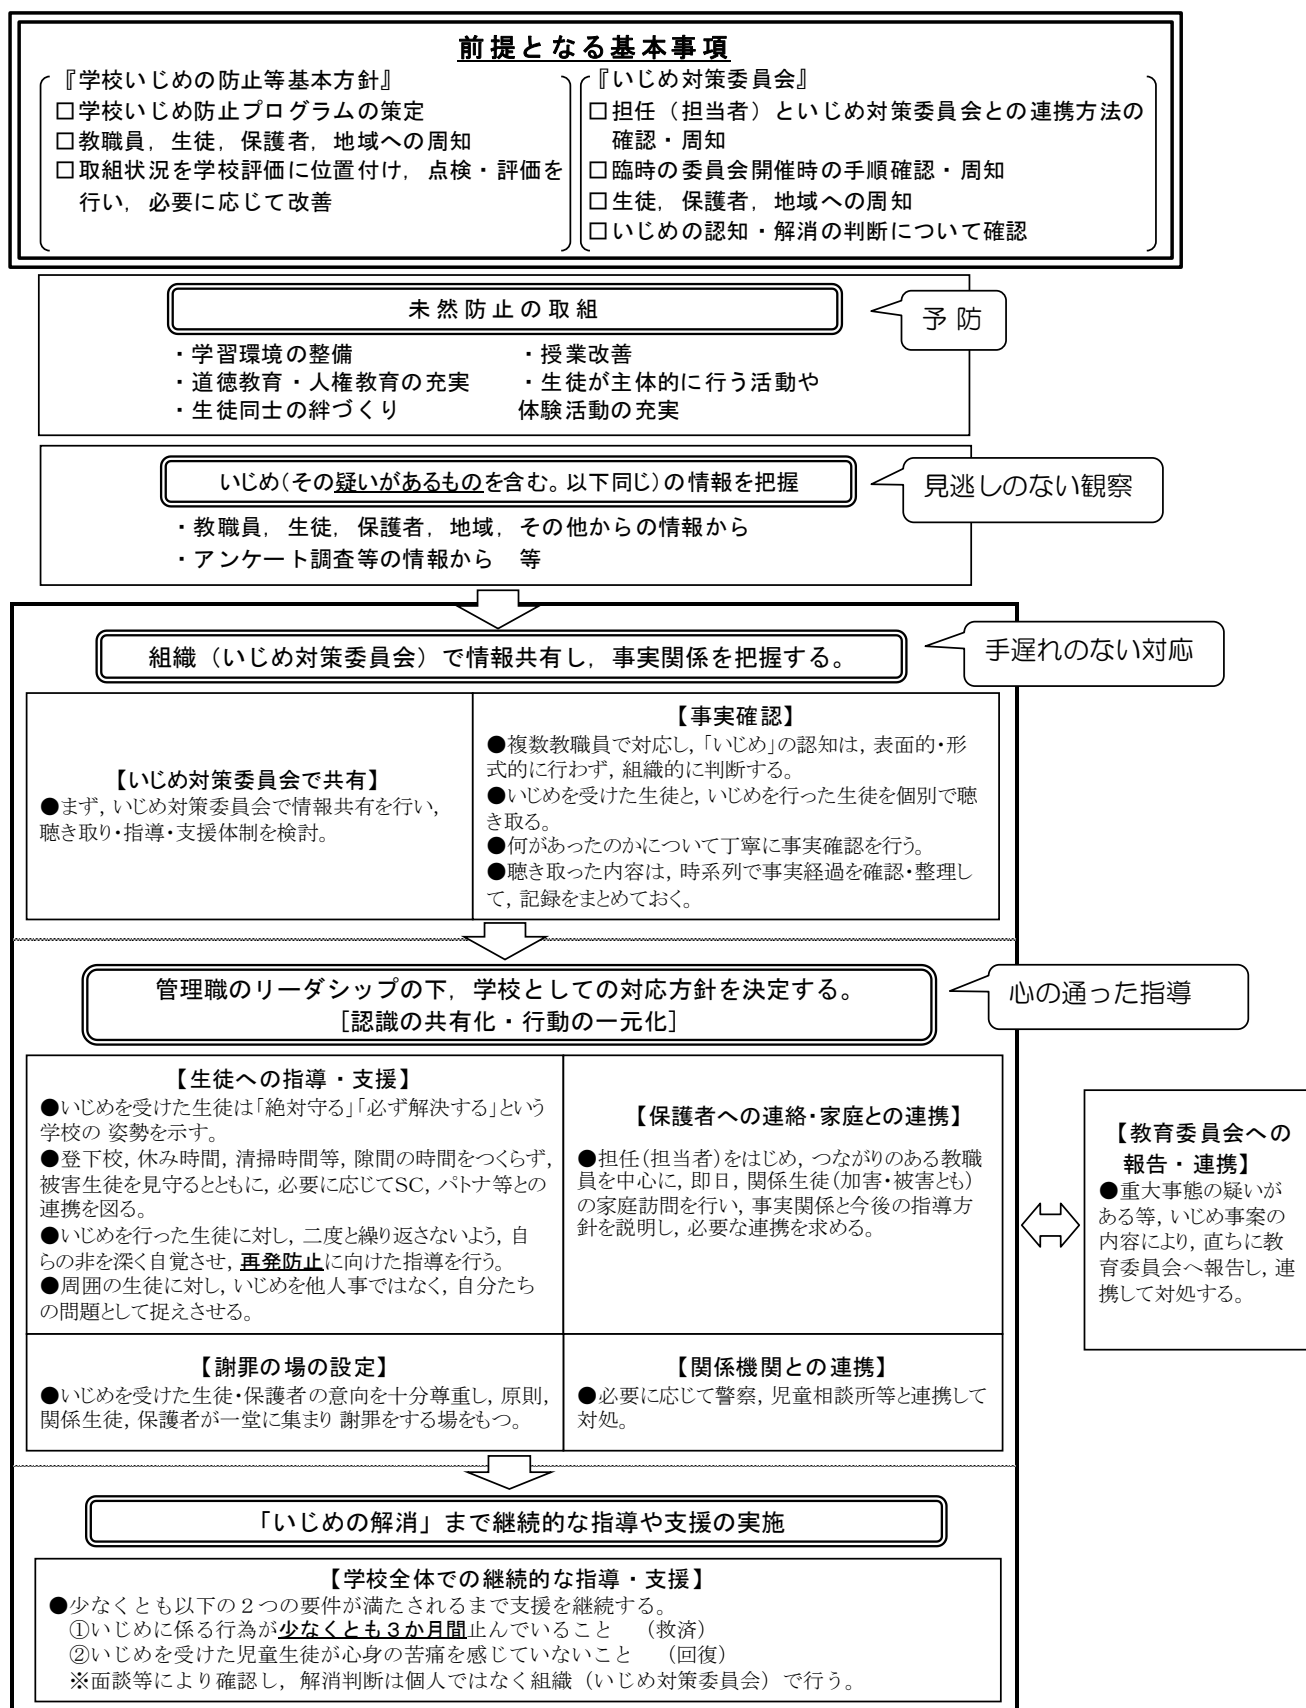 前提となる基本事項
『学校いじめの防止等基本方針』
□学校いじめ防止プログラムの策定
□教職員，生徒，保護者，地域への周知
□取組状況を学校評価に位置付け，点検・評価を
行い，必要に応じて改善
『いじめ対策委員会』
□担任（担当者）といじめ対策委員会との連携方法の
確認・周知
□臨時の委員会開催時の手順確認・周知
□生徒，保護者，地域への周知
□いじめの認知・解消の判断について確認
未然防止の取組
予防
・学習環境の整備
・道徳教育・人権教育の充実
・生徒同士の絆づくり
・授業改善
・生徒が主体的に行う活動や
体験活動の充実
いじめ（その疑いがあるものを含む。以下同じ）の情報を把握
見逃しのない観察
・教職員，生徒，保護者，地域，その他からの情報から
・アンケート調査等の情報から　等
組織（いじめ対策委員会）で情報共有し，事実関係を把握する。
手遅れのない対応
【いじめ対策委員会で共有】
●まず，いじめ対策委員会で情報共有を行い，
聴き取り・指導・支援体制を検討。
【事実確認】
●複数教職員で対応し，「いじめ」の認知は，表面的・形
式的に行わず，組織的に判断する。
●いじめを受けた生徒と，いじめを行った生徒を個別で聴
き取る。
●何があったのかについて丁寧に事実確認を行う。
●聴き取った内容は，時系列で事実経過を確認・整理し
て，記録をまとめておく。
管理職のリーダシップの下，学校としての対応方針を決定する。
［認識の共有化・行動の一元化］
心の通った指導
【生徒への指導・支援】
●いじめを受けた生徒は「絶対守る」「必ず解決する」という
学校の 姿勢を示す。
●登下校，休み時間，清掃時間等，隙間の時間をつくらず，
被害生徒を見守るとともに，必要に応じてSC，パトナ等との
連携を図る。
●いじめを行った生徒に対し，二度と繰り返さないよう，自
らの非を深く自覚させ，再発防止に向けた指導を行う。
●周囲の生徒に対し，いじめを他人事ではなく，自分たち
の問題として捉えさせる。
【保護者への連絡・家庭との連携】
●担任（担当者）をはじめ，つながりのある教職
員を中心に，即日，関係生徒（加害・被害とも）
の家庭訪問を行い，事実関係と今後の指導方
針を説明し，必要な連携を求める。
【教育委員会への
報告・連携】
●重大事態の疑いが
ある等，いじめ事案の
内容により，直ちに教
育委員会へ報告し，連
携して対処する。
【謝罪の場の設定】
●いじめを受けた生徒・保護者の意向を十分尊重し，原則，
関係生徒，保護者が一堂に集まり 謝罪をする場をもつ。
【関係機関との連携】
●必要に応じて警察，児童相談所等と連携して
対処。
「いじめの解消」まで継続的な指導や支援の実施
【学校全体での継続的な指導・支援】
●少なくとも以下の２つの要件が満たされるまで支援を継続する。
①いじめに係る行為が少なくとも３か月間止んでいること　（救済）
②いじめを受けた児童生徒が心身の苦痛を感じていないこと　（回復）
※面談等により確認し，解消判断は個人ではなく組織（いじめ対策委員会）で行う。